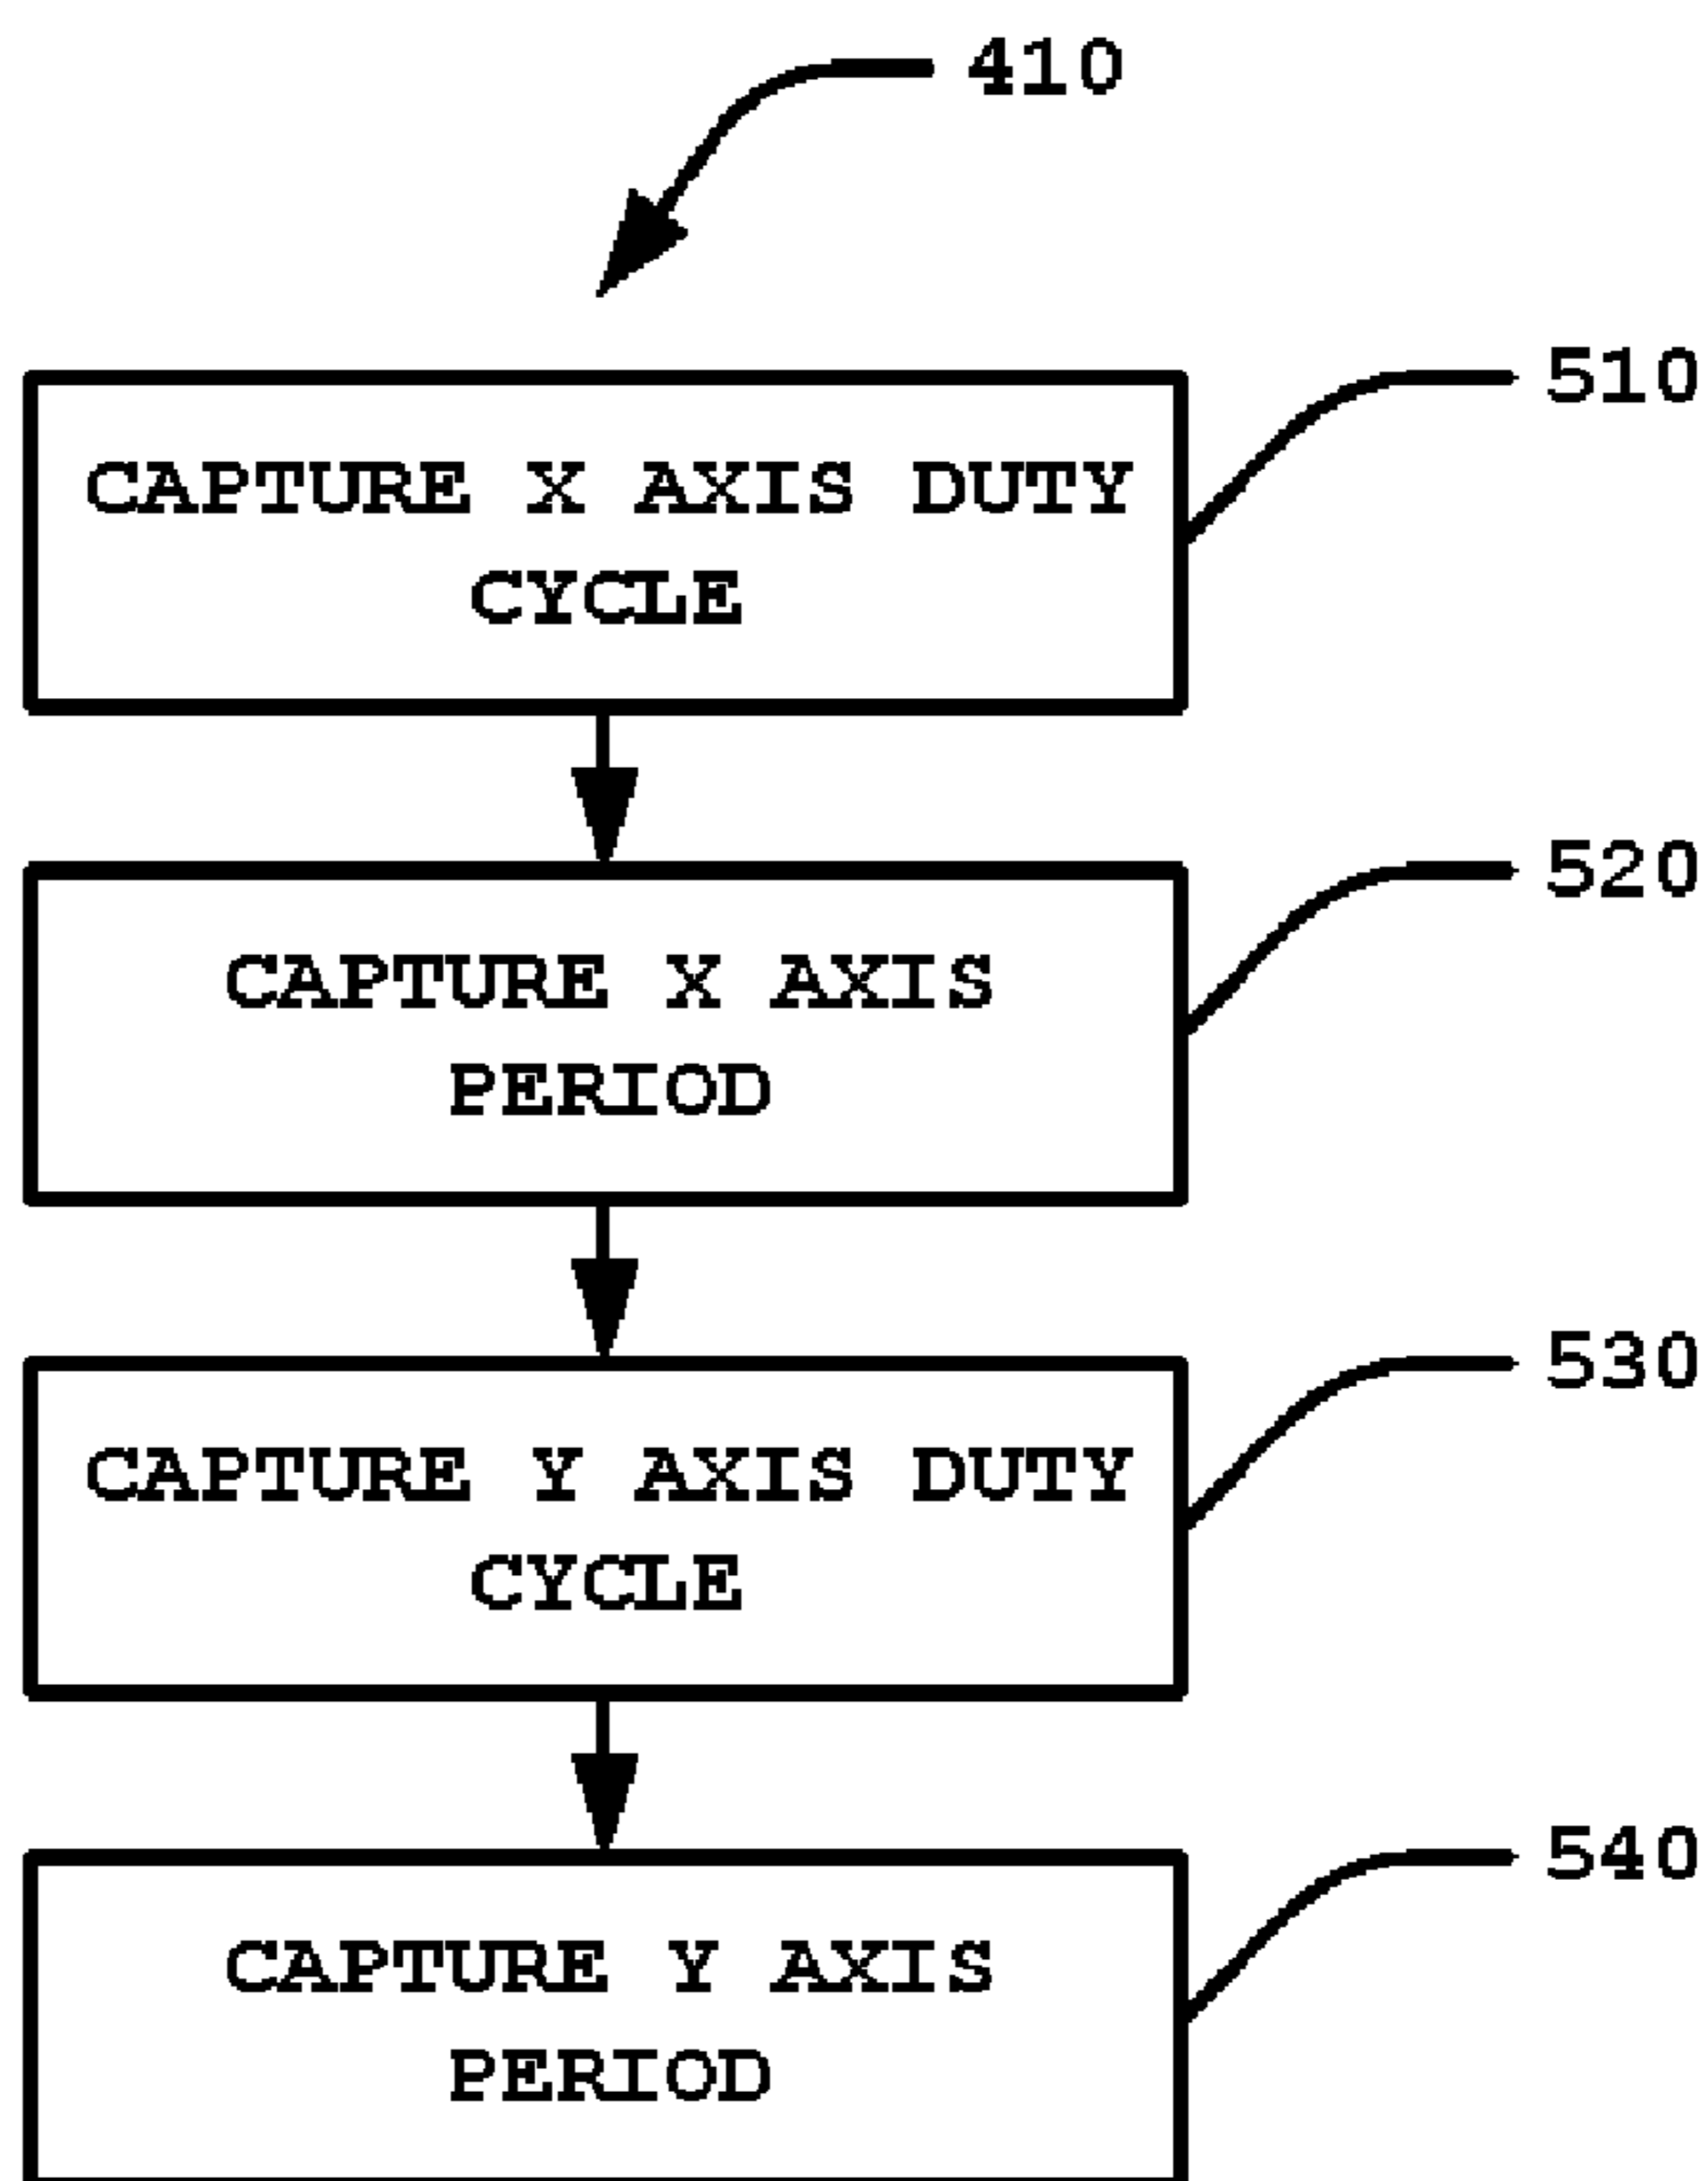 410
510
CAPTURE X AXIS DUTY
CYCLE
520
CAPTURE X AXIS
PERIOD
530
CAPTURE Y AXIS DUTY
CYCLE
540
CAPTURE Y AXIS
PERIOD